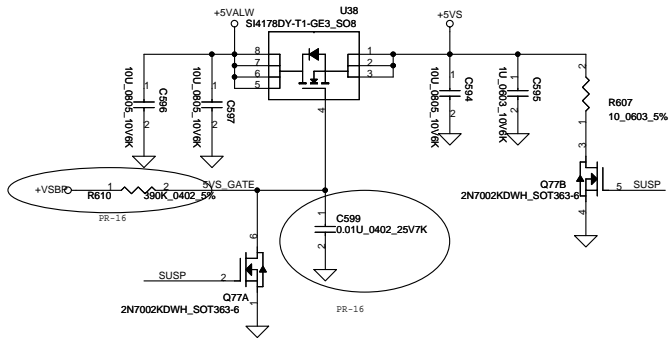 U38
+5VALW
SI4178DY-T1-GE3_SO8
+5VS
8
7
6
5
1
2
3
4
10U_0805_10V6K
C596
1
2
10U_0805_10V6K
C597
1
2
10U_0805_10V6K
C594
1
2
1U_0603_10V6K
C595
1
2
2
R607
10_0603_5%
1
3
Q77B
5
SUSP
2N7002KDWH_SOT363-6
4
+VSBP
1
2
5VS_GATE
R610
390K_0402_5%
PR-16
1
C599
0.01U_0402_25V7K
2
PR-16
6
SUSP
2
Q77A
1
2N7002KDWH_SOT363-6